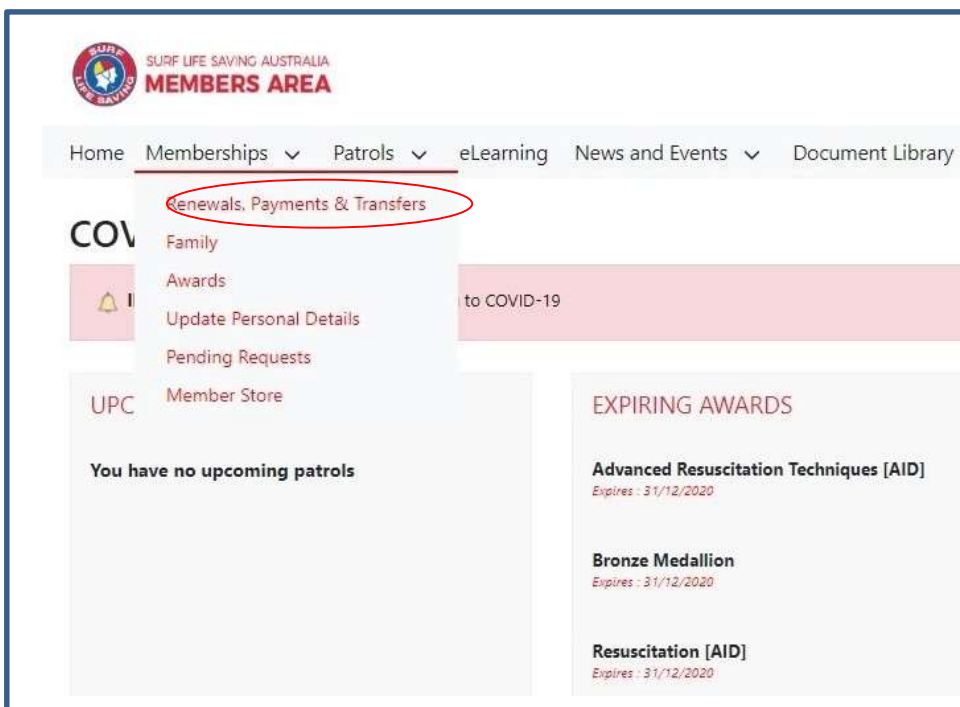 SURF LIFE SAVING
SURF LIFE SAVING AUSTRALIA
MEMBERS AREA
Home Memberships Patrols eLearning News and Events Document Library
Renewals, Payments & Transfers
Family
Awards
Update Personal Details
Pending Requests
Member Store
COV
to COVID-19
UPC
You have no upcoming patrols
EXPIRING AWARDS
Advanced Resuscitation Techniques [AID]
Expires : 31/12/2020
Bronze Medallion
Expires : 31/12/2020
Resuscitation [AID]
Expires : 31/12/2020